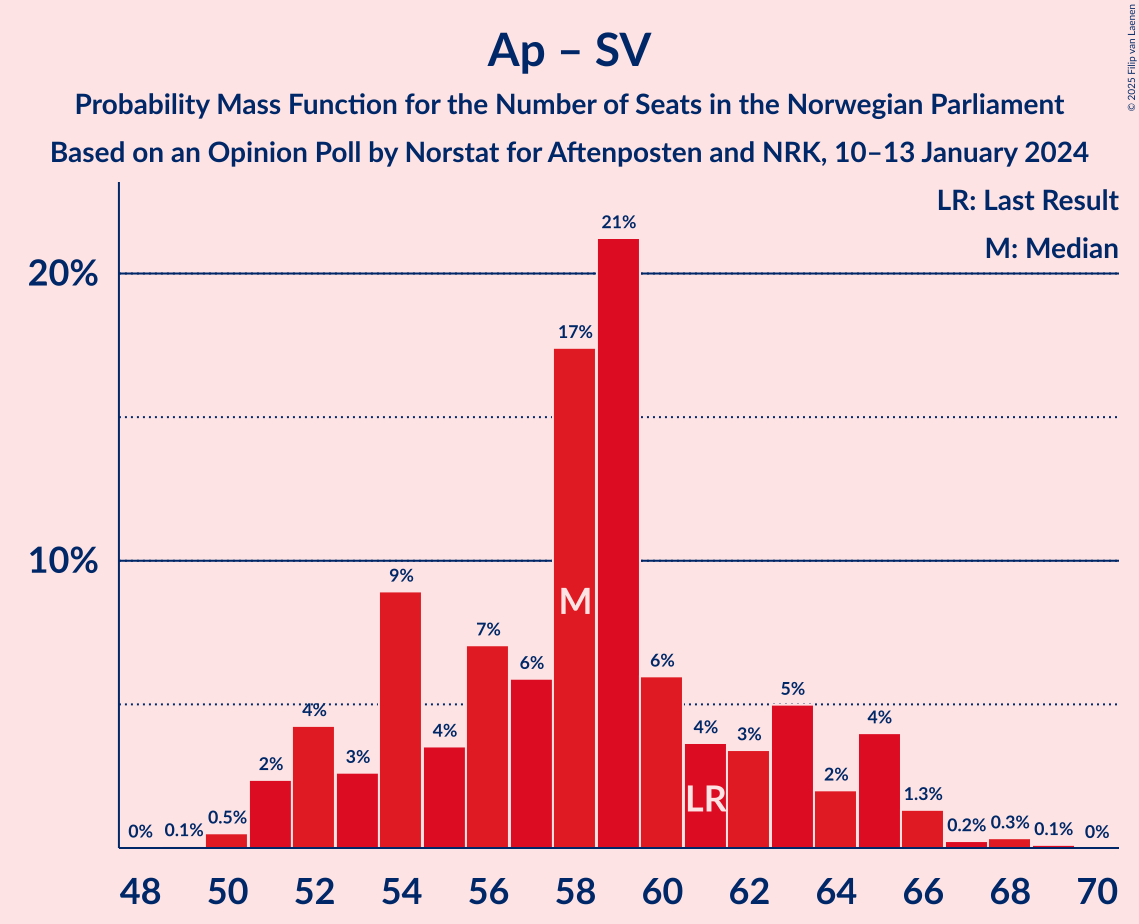 Ap – SV
Probability Mass Function for the Number of Seats in the Norwegian Parliament
Based on an Opinion Poll by Norstat for Aftenposten and NRK, 10–13 January 2024
© 2025 Filip van Laenen
LR: Last Result
M: Median
20%
10%
0%
0.1%
0.5%
2%
4%
3%
9%
4%
7%
6%
17%
21%
6%
4%
3%
5%
2%
4%
1.3%
0.2%
0.3%
0.1%
0%
M
LR
48 50 52 54 56 58 60 62 64 66 68 70